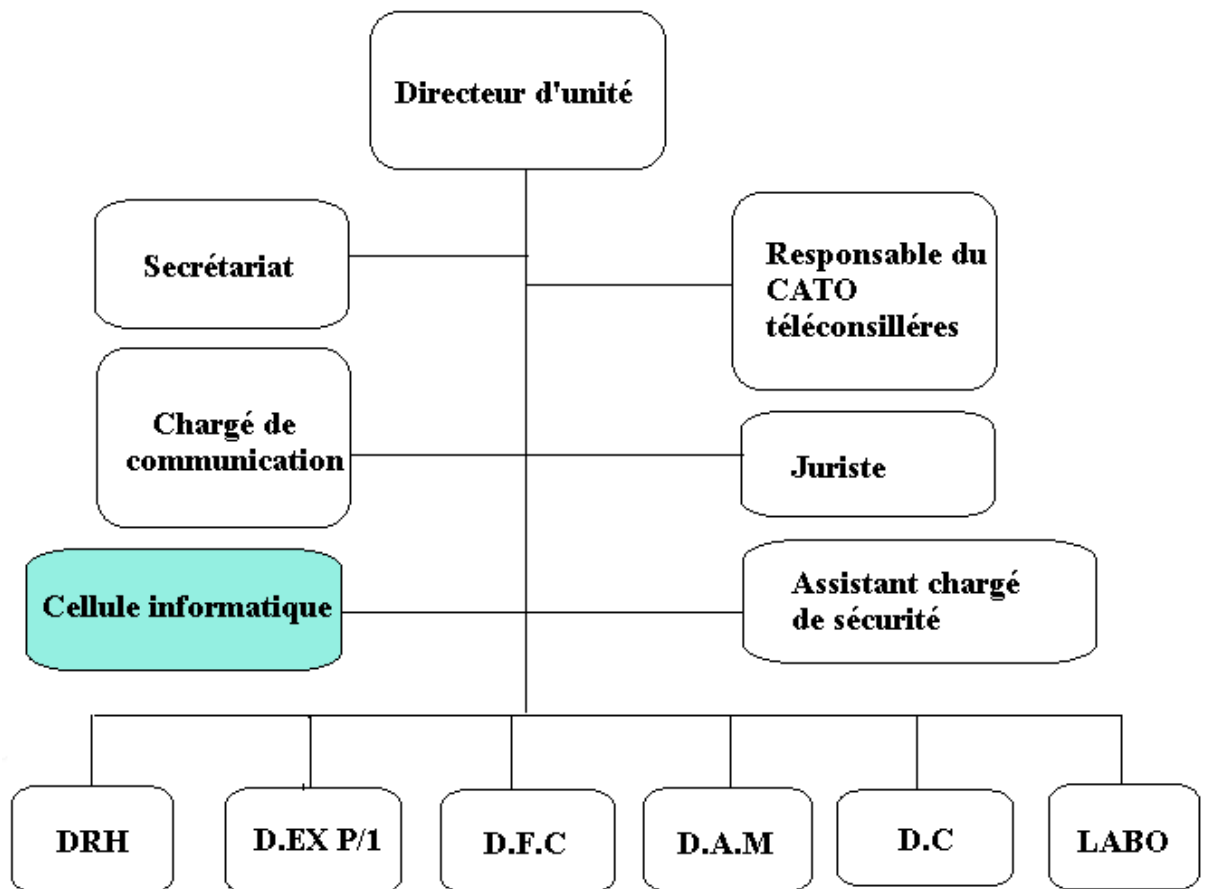 Directeur d'unité
Secrétariat
Responsable du
CATO
téléconsilléres
Chargé de
communication
Juriste
Cellule informatique
Assistant chargé
de sécurité
DRH
D.EX P/1
D.F.C
D.A.M
D.C
LABO